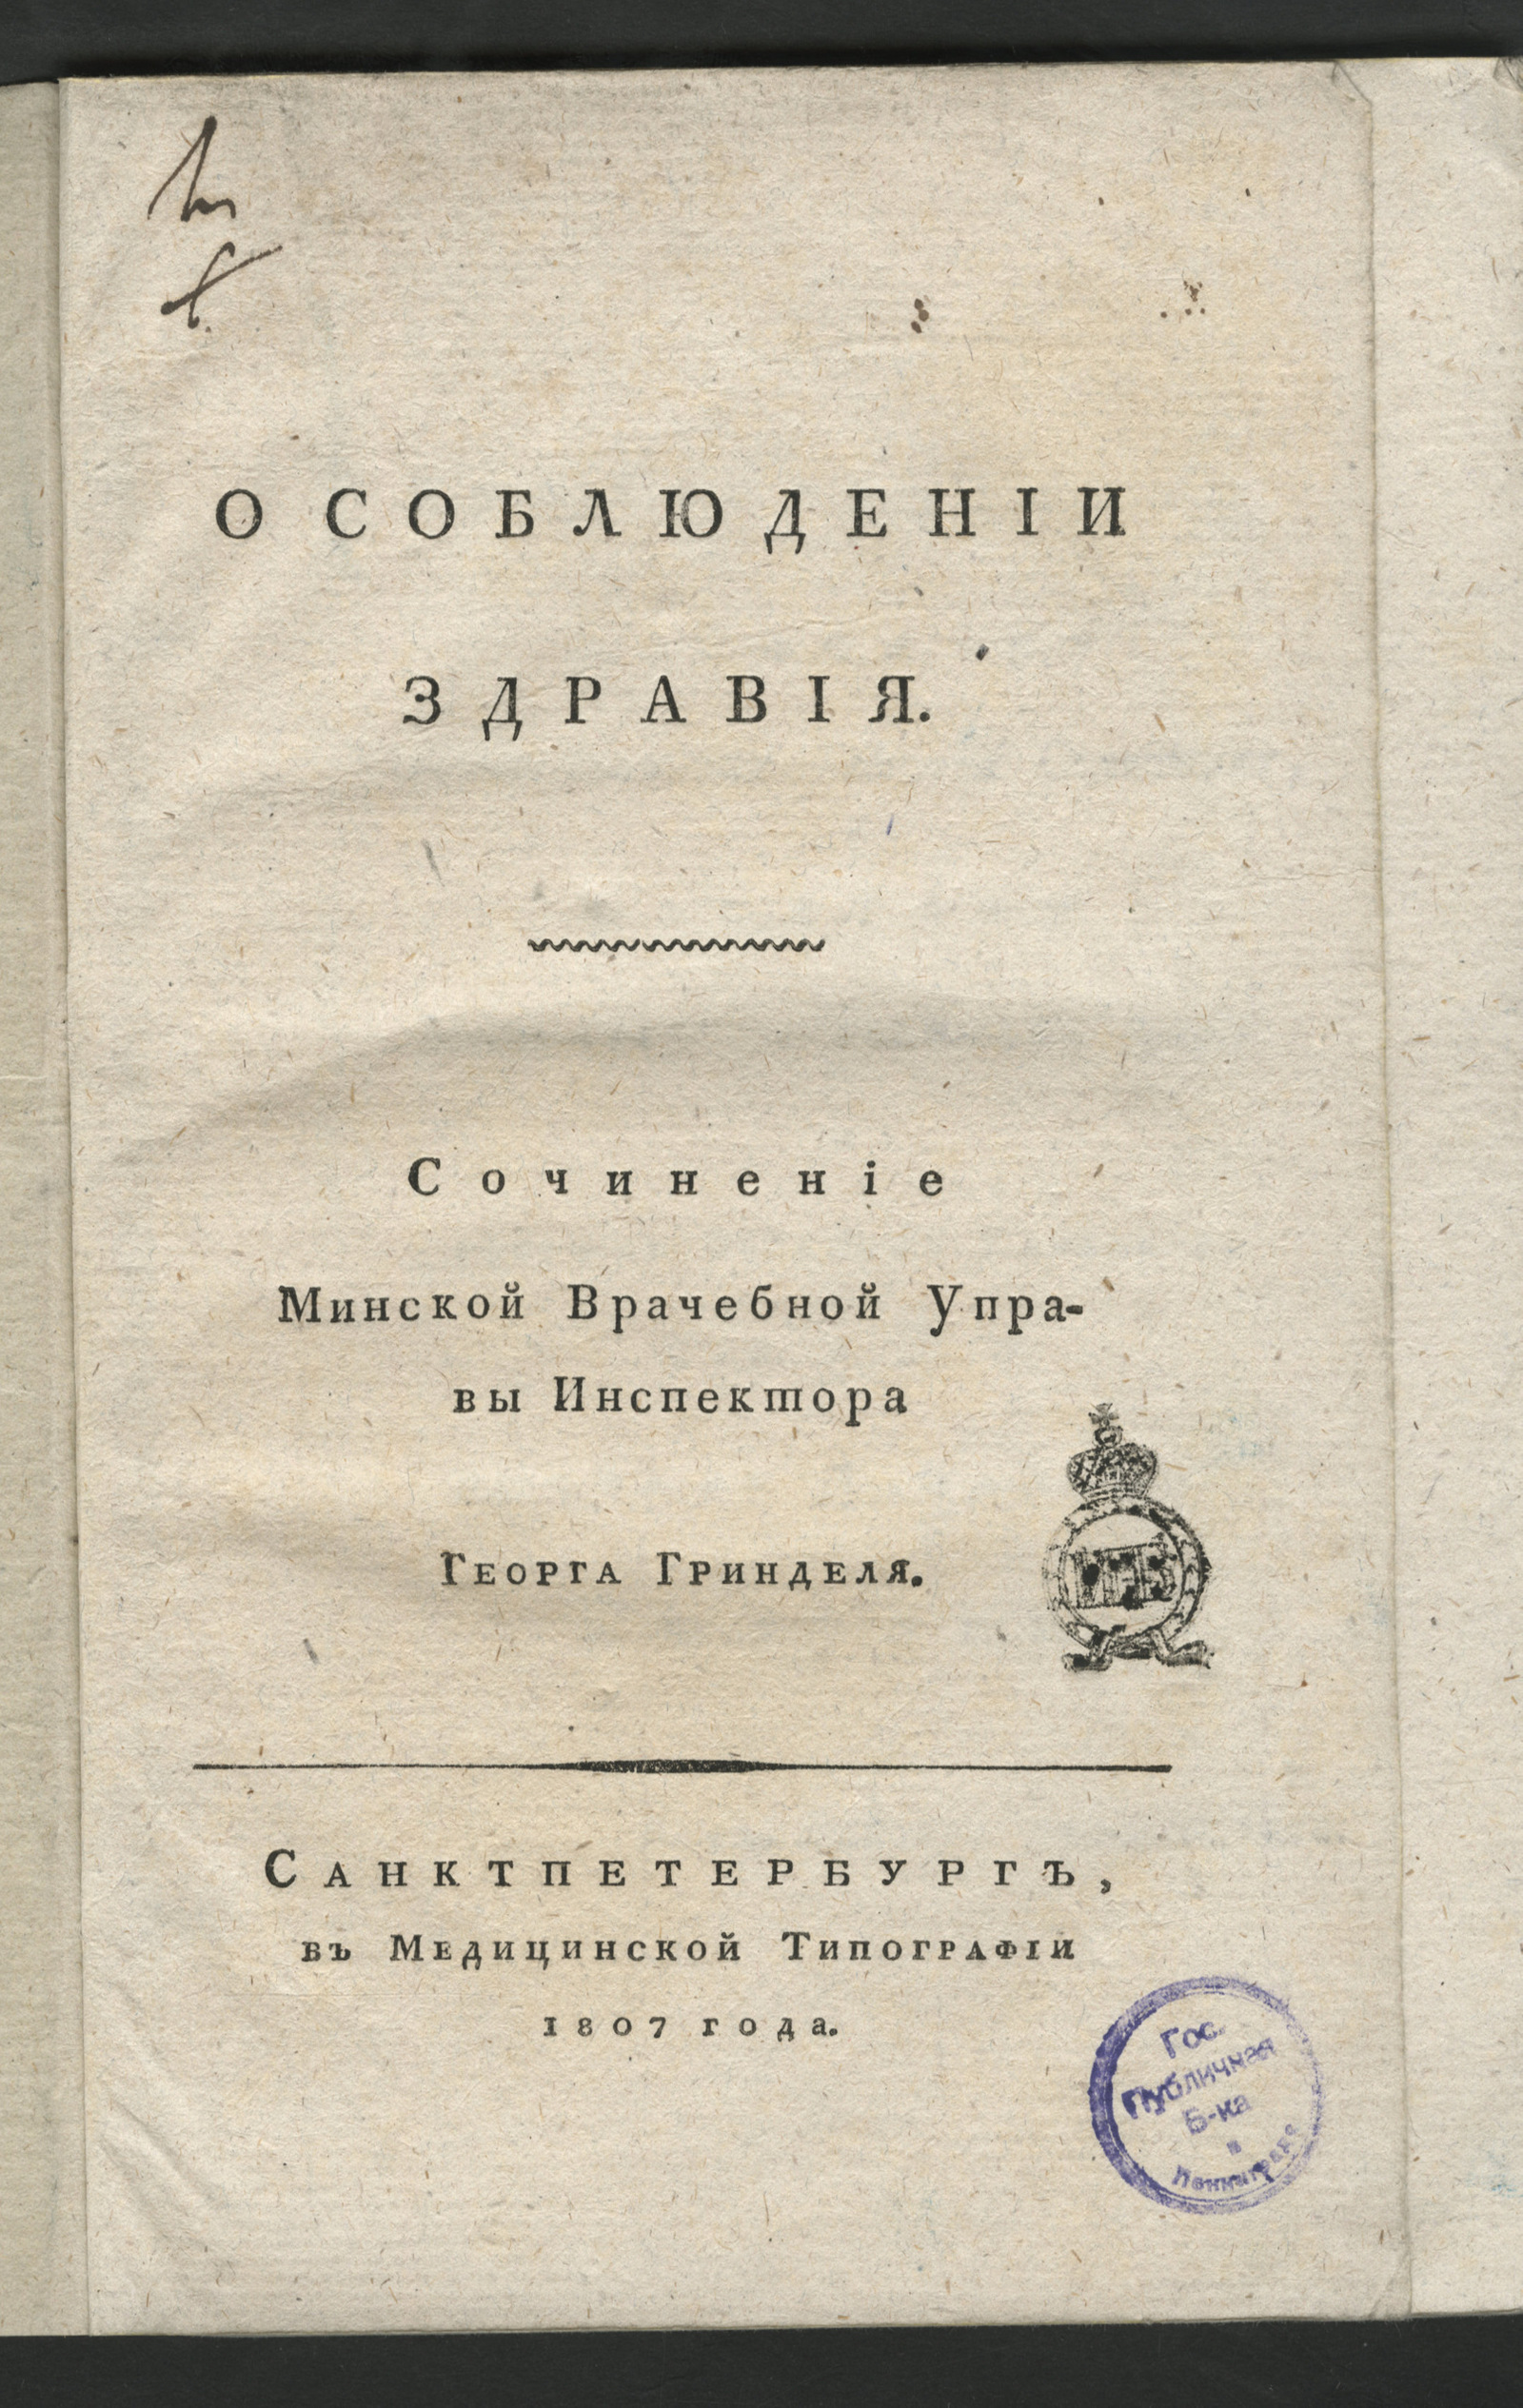 О СОБЛЮДЕНІИ
ЗДРАВІЯ.
Сочиненіе
Минской Врачебной Упра-
вы Инспектора
Георга Гринделя.
Санктпетербургъ,
въ Медицинской Типографіи
1807 года.
Гос.
Публичная
Б-ка
в
Ленинграде